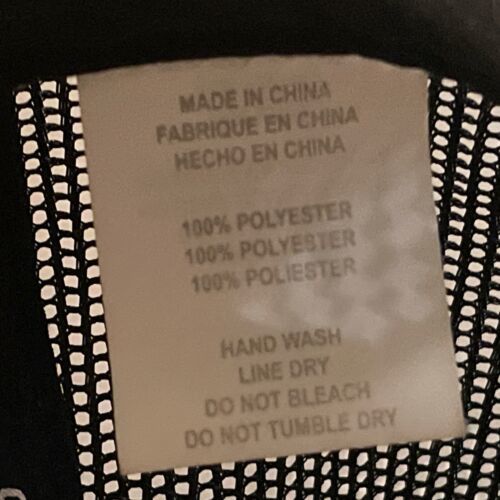 MADE IN CHINA
FABRIQUE EN CHINA
HECHO EN CHINA
100% POLYESTER
100% POLYESTER
100% POLIESTER
HAND WASH
LINE DRY
DO NOT BLEACH
DO NOT TUMBLE DRY